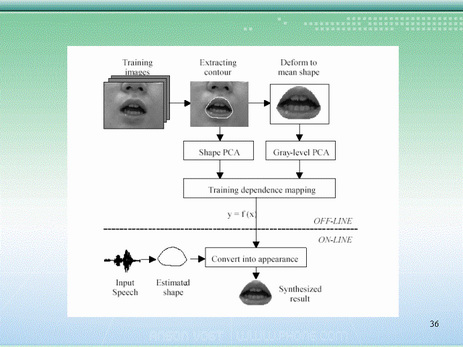 Training images
Extracting contour
Deform to mean shape
Shape PCA
Gray-level PCA
Training dependence mapping
y = f (x)
OFF-LINE
ON-LINE
Convert into appearance
Input Speech
Estimated shape
Synthesized result
36